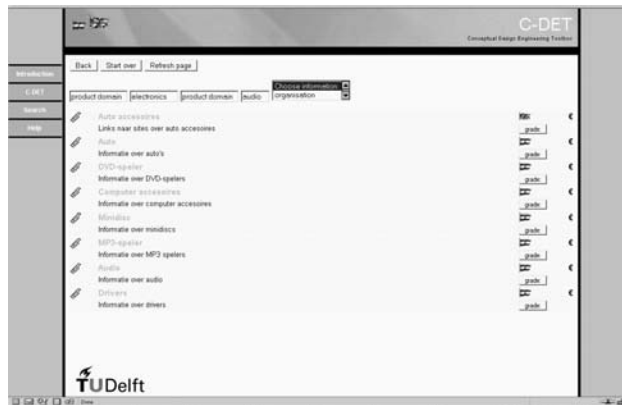 C-DET
Conceptual Design Engineering Toolbox
Back Start over Refresh page
Introduction
C-DET
Search
Help
product domain electronics product domain audio Choose information
organisation
Auto accessoires
Links naar sites over auto accesoires
grade
Auto
Informatie over auto's
grade
DVD-speler
Informatie over DVD-spelers
grade
Computer accessoires
Informatie over computer accesoires
grade
Minidisc
Informatie over minidiscs
grade
MP3-speler
Informatie over MP3 spelers
grade
Audio
Informatie over audio
grade
Drivers
Informatie over drivers
grade
TUDelft
Done